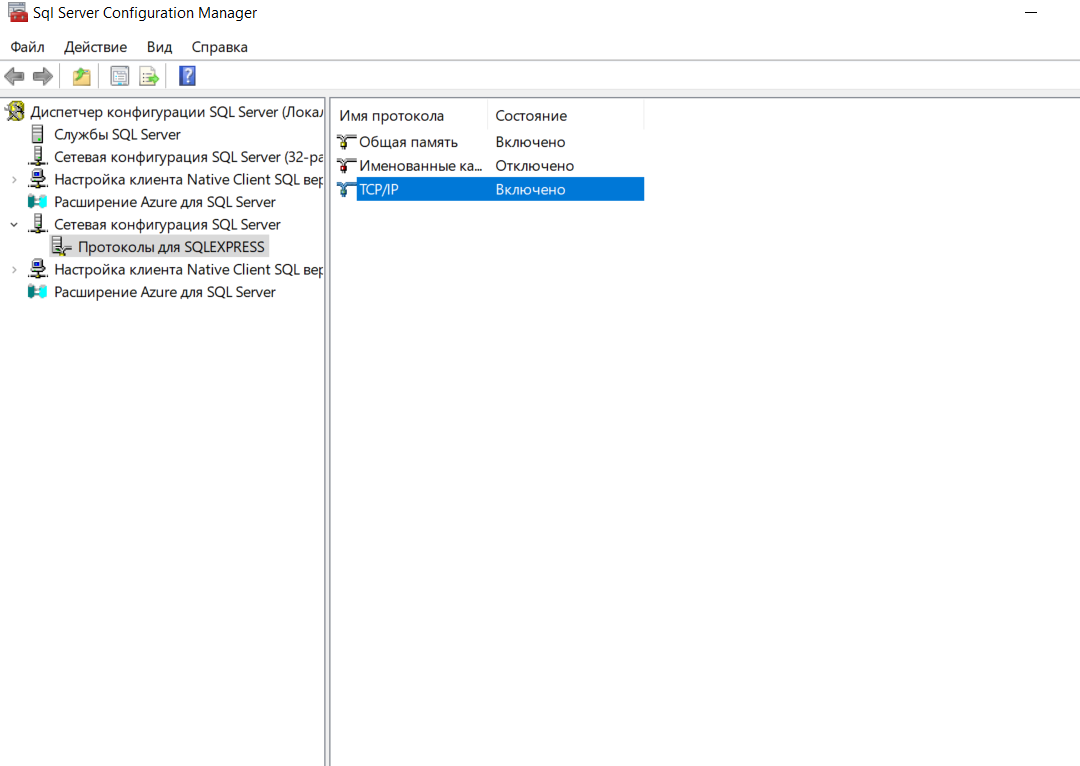 Sql Server Configuration Manager
Файл Действие Вид Справка
Диспетчер конфигурации SQL Server (Локал
Службы SQL Server
Сетевая конфигурация SQL Server (32-ра
Настройка клиента Native Client SQL вер
Расширение Azure для SQL Server
Сетевая конфигурация SQL Server
Протоколы для SQLEXPRESS
Настройка клиента Native Client SQL вер
Расширение Azure для SQL Server
Имя протокола Состояние
Общая память Включено
Именованные ка... Отключено
TCP/IP Включено